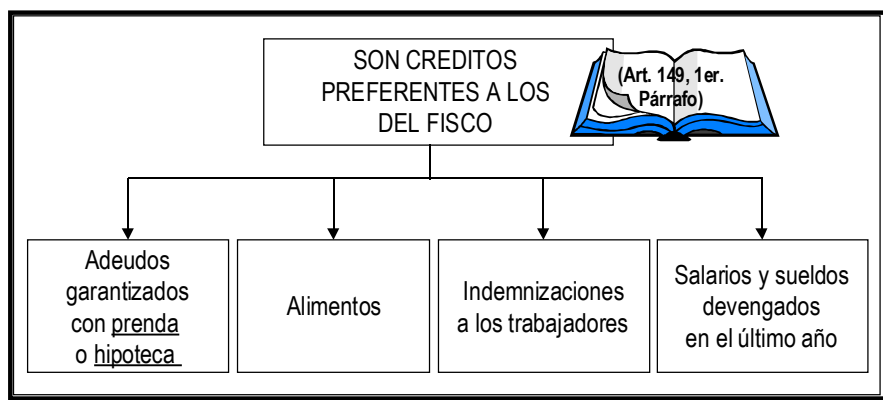 SON CREDITOS
PREFERENTES A LOS
DEL FISCO
(Art. 149, 1er.
Párrafo)
Adeudos
garantizados
con prenda
o hipoteca
Alimentos
Indemnizaciones
a los trabajadores
Salarios y sueldos
devengados
en el último año